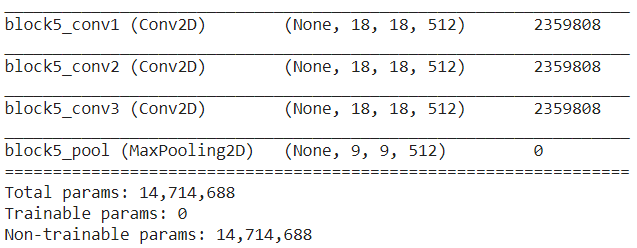 block5_conv1 (Conv2D) (None, 18, 18, 512) 2359808
block5_conv2 (Conv2D) (None, 18, 18, 512) 2359808
block5_conv3 (Conv2D) (None, 18, 18, 512) 2359808
block5_pool (MaxPooling2D) (None, 9, 9, 512) 0
=================================================================
Total params: 14,714,688
Trainable params: 0
Non-trainable params: 14,714,688